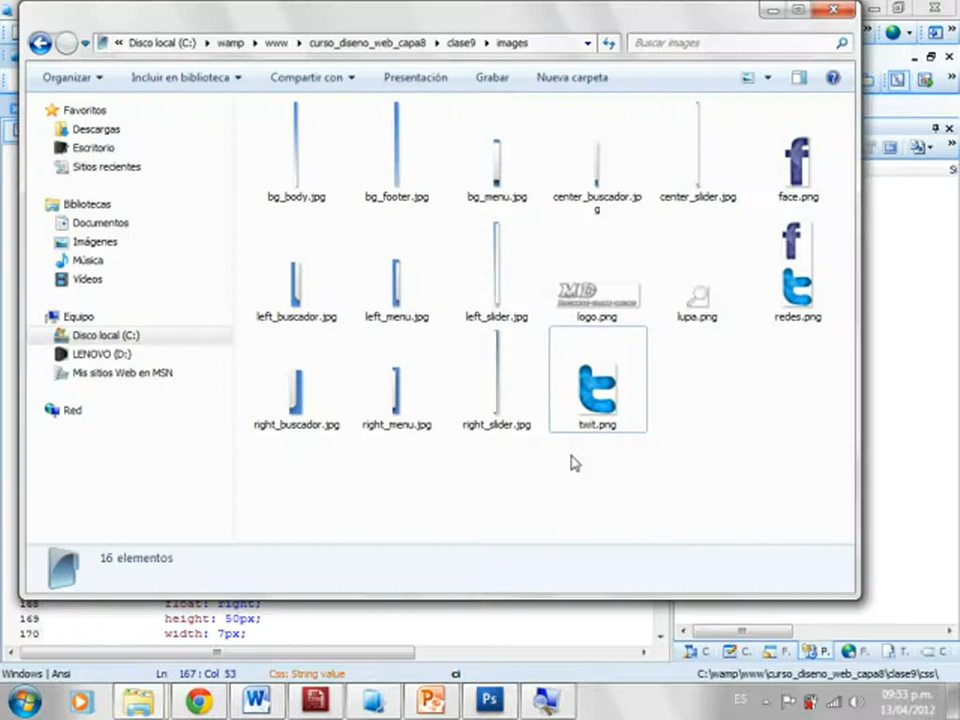 « Disco local (C:) ▸ wamp ▸ www ▸ curso_diseno_web_capa8 ▸ clase9 ▸ images
Buscar images
Organizar
Incluir en biblioteca
Compartir con
Presentación
Grabar
Nueva carpeta
Favoritos
Descargas
Escritorio
Sitios recientes
Bibliotecas
Documentos
Imágenes
Música
Vídeos
Equipo
Disco local (C:)
LENOVO (D:)
Mis sitios Web en MSN
Red
bg_body.jpg
bg_footer.jpg
bg_menu.jpg
center_buscador.jp
g
center_slider.jpg
face.png
left_buscador.jpg
left_menu.jpg
left_slider.jpg
MD
logo.png
lupa.png
redes.png
right_buscador.jpg
right_menu.jpg
right_slider.jpg
twit.png
16 elementos
168 float: right;
169 height: 50px;
170 width: 7px;
C.
C.
F.
P.
F.
T.
C
Windows | Ansi
Ln 167 : Col 53
Css: String value
C:\wamp\www\curso_diseno_web_capa8\clase9\css\
W
P
Ps
ES
09:53 p.m.
13/04/2012